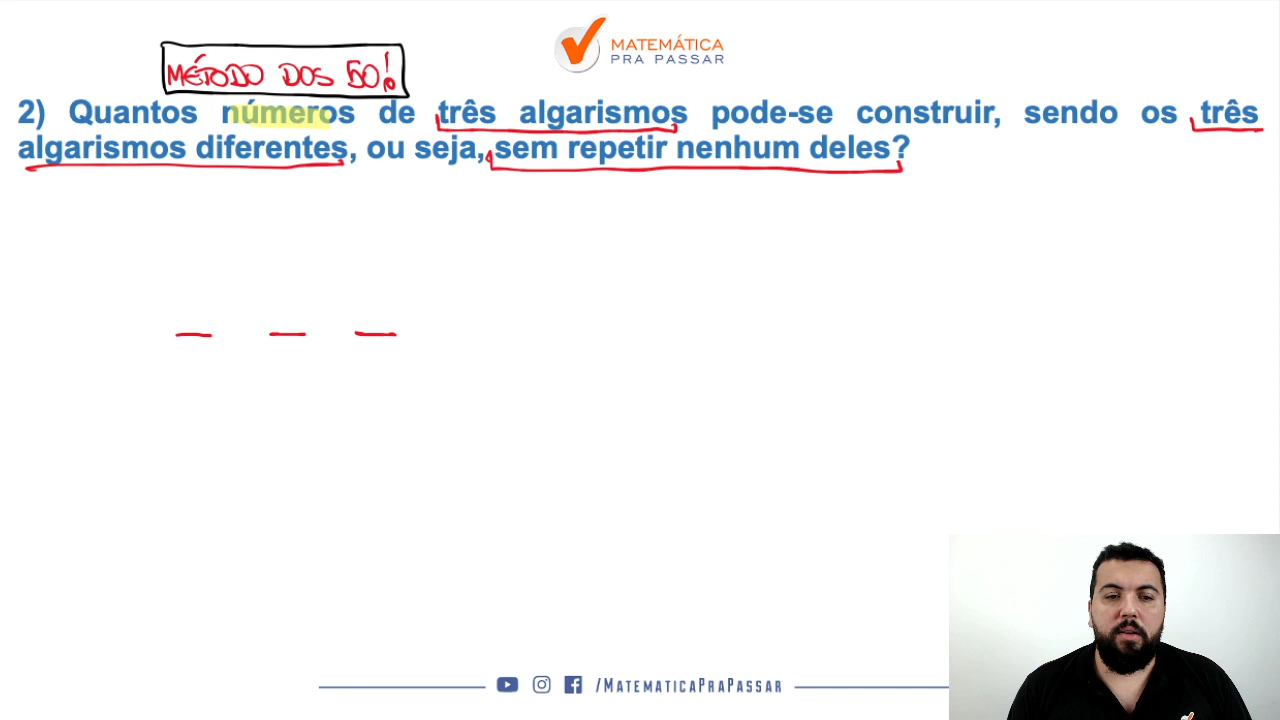 MATEMÁTICA
PRA PASSAR
MÉTODO DOS 50!
2) Quantos números de três algarismos pode-se construir, sendo os três
algarismos diferentes, ou seja, sem repetir nenhum deles?
/MATEMATICAPRAPASSAR